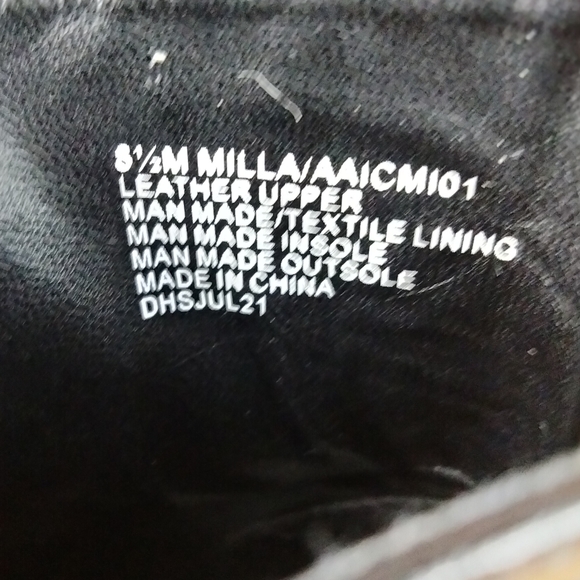 8½M MILLA/AAICMI01
LEATHER UPPER
MAN MADE/TEXTILE LINING
MAN MADE INSOLE
MAN MADE OUTSOLE
MADE IN CHINA
DHSJUL21